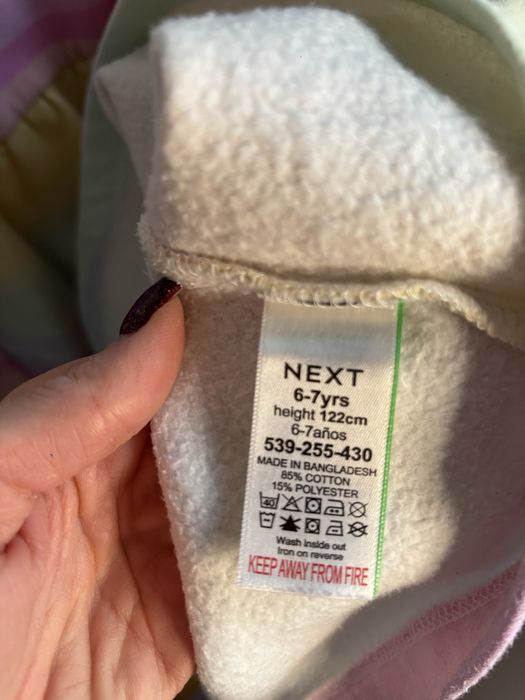 NEXT
6-7yrs
height 122cm
6-7años
539-255-430
MADE IN BANGLADESH
85% COTTON
15% POLYESTER
40
Wash inside out
Iron on reverse
KEEP AWAY FROM FIRE